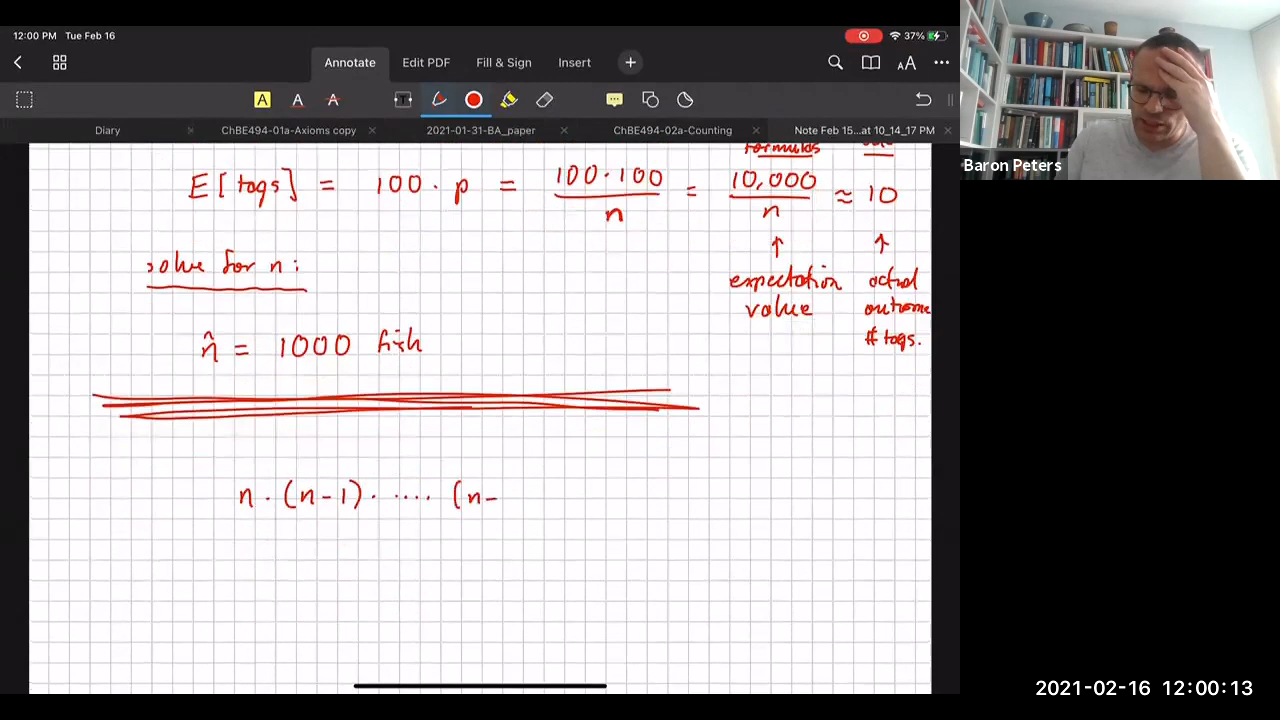 12:00 PM Tue Feb 16
37%
Annotate Edit PDF Fill & Sign Insert
Diary ChBE494-01a-Axioms copy 2021-01-31-BA_paper ChBE494-02a-Counting Note Feb 15...at 10_14_17 PM
Baron Peters
formulas
E[tags] = 100 · p = 100·100 / n = 10,000 / n ≈ 10
solve for n:
expectation value
actual outcome # tags.
n̂ = 1000 fish
n · (n-1) · ····· (n-
2021-02-16 12:00:13